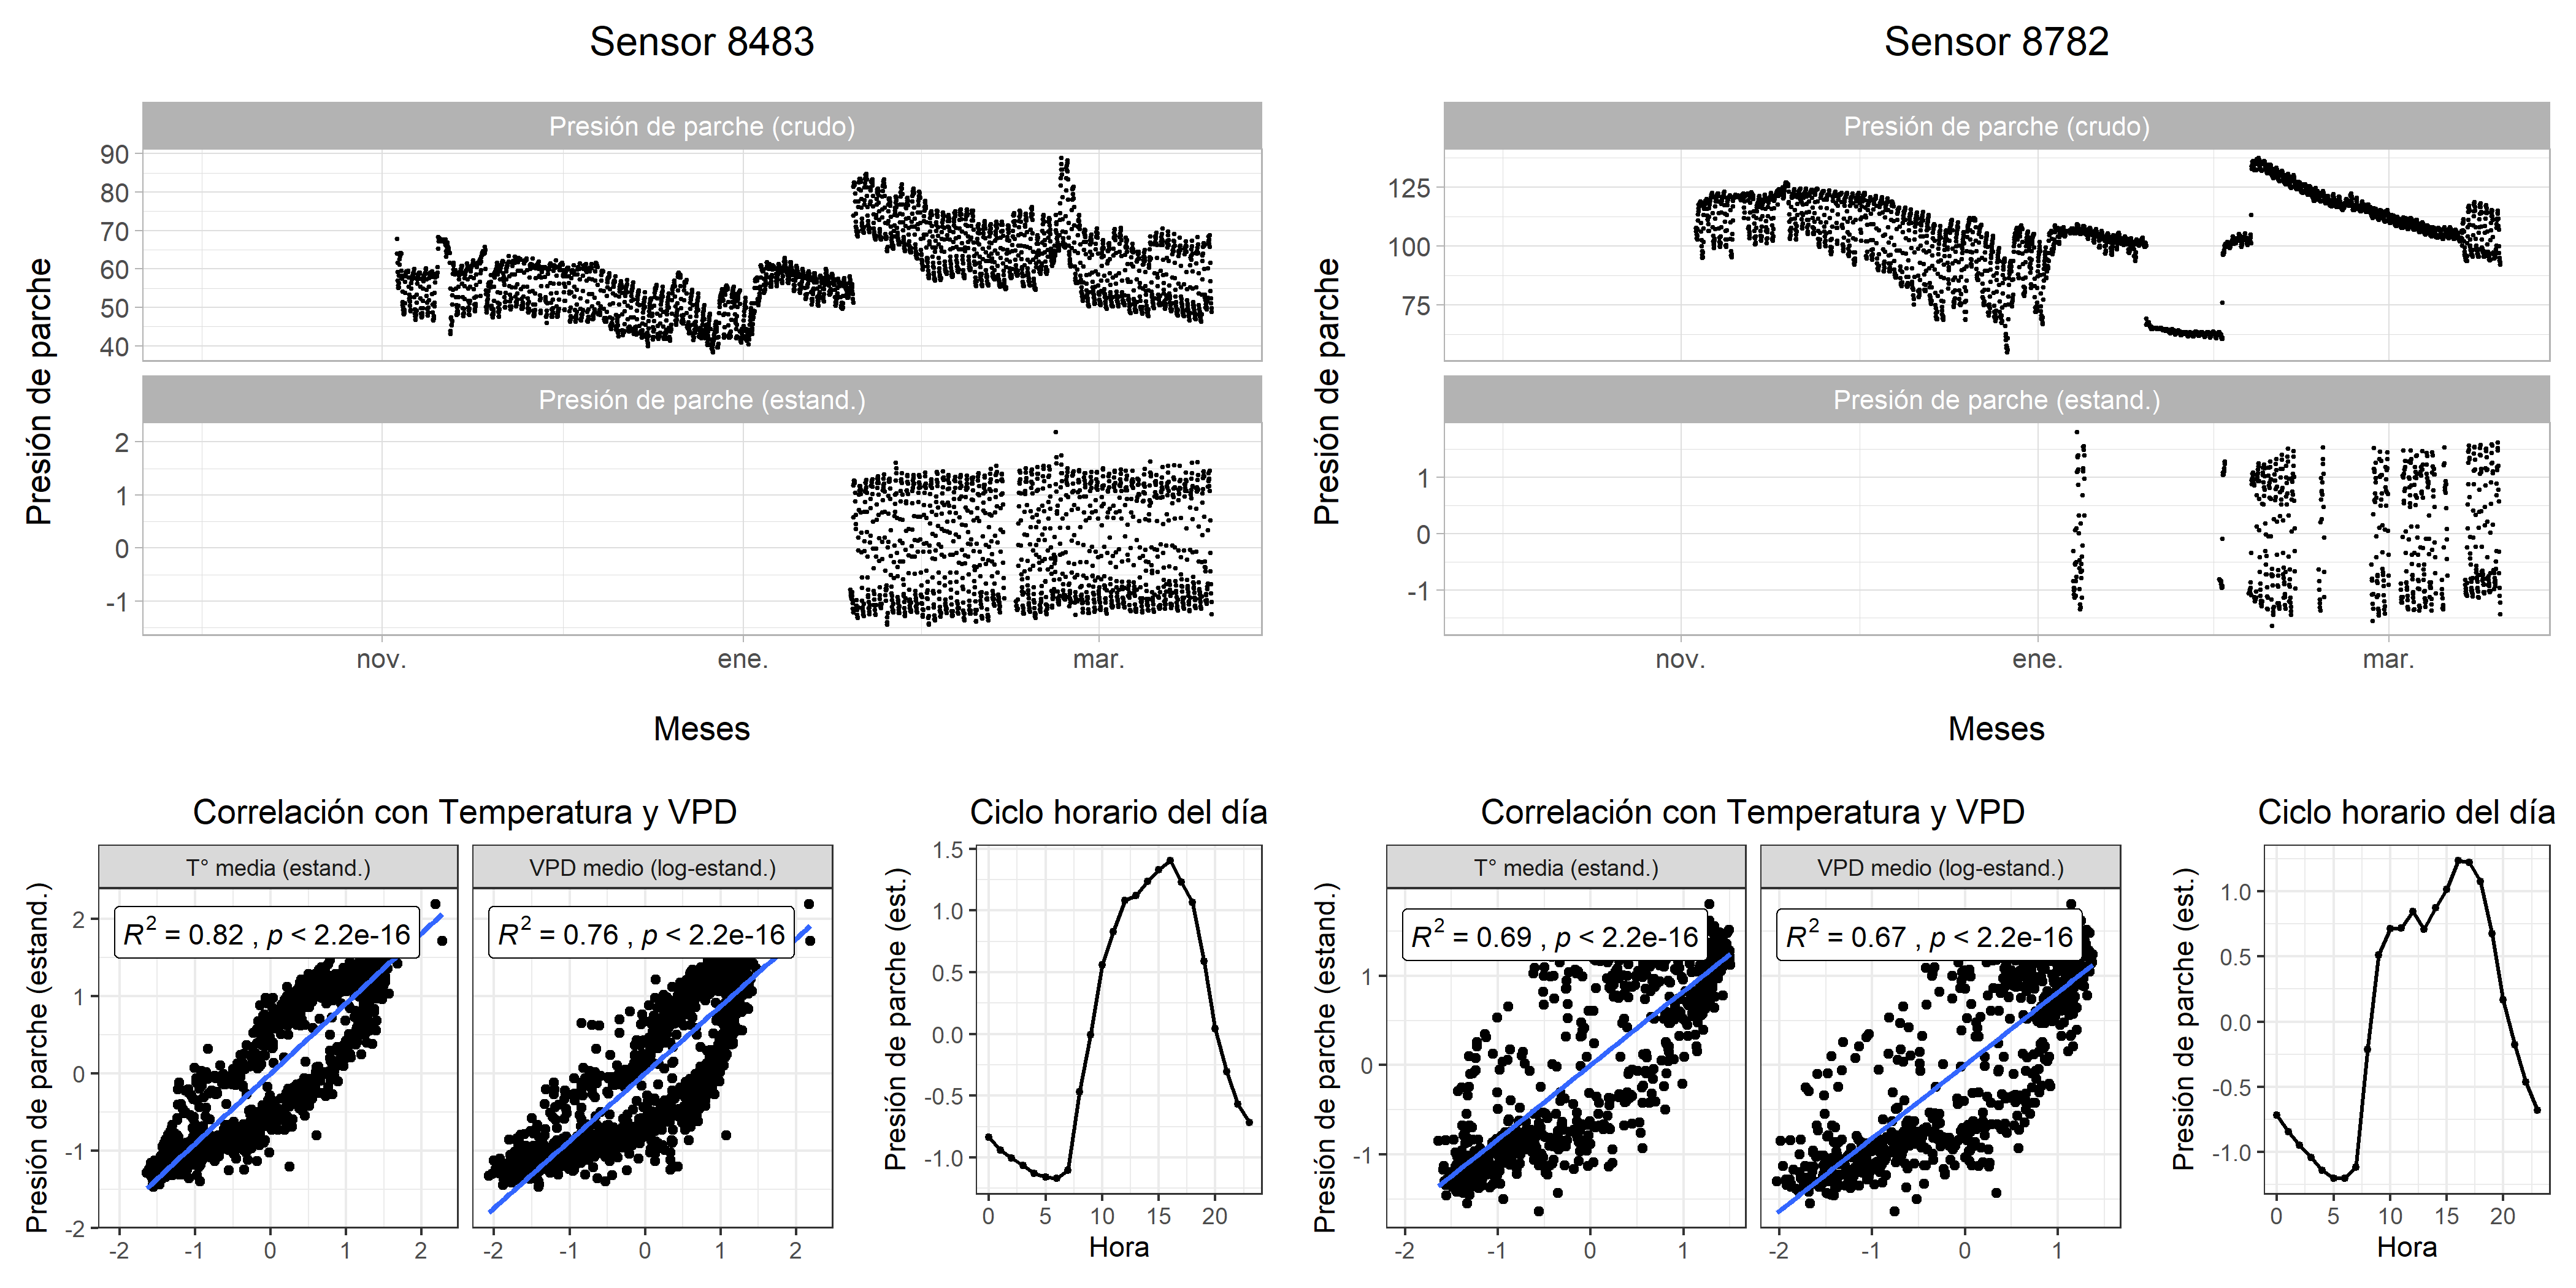 Sensor 8483
Presión de parche (crudo)
90
80
70
60
50
40
Presión de parche
Presión de parche (estand.)
2
1
0
-1
nov.
ene.
mar.
Meses
Correlación con Temperatura y VPD
T° media (estand.)
VPD medio (log-estand.)
R² = 0.82 , p < 2.2e-16
R² = 0.76 , p < 2.2e-16
Presión de parche (estand.)
2
1
0
-1
-2
-2 -1 0 1 2
-2 -1 0 1 2
Ciclo horario del día
Presión de parche (est.)
1.5
1.0
0.5
0.0
-0.5
-1.0
0 5 10 15 20
Hora
Sensor 8782
Presión de parche (crudo)
125
100
75
Presión de parche
Presión de parche (estand.)
1
0
-1
nov.
ene.
mar.
Meses
Correlación con Temperatura y VPD
T° media (estand.)
VPD medio (log-estand.)
R² = 0.69 , p < 2.2e-16
R² = 0.67 , p < 2.2e-16
Presión de parche (estand.)
1
0
-1
-2 -1 0 1
-2 -1 0 1
Ciclo horario del día
Presión de parche (est.)
1.0
0.5
0.0
-0.5
-1.0
0 5 10 15 20
Hora